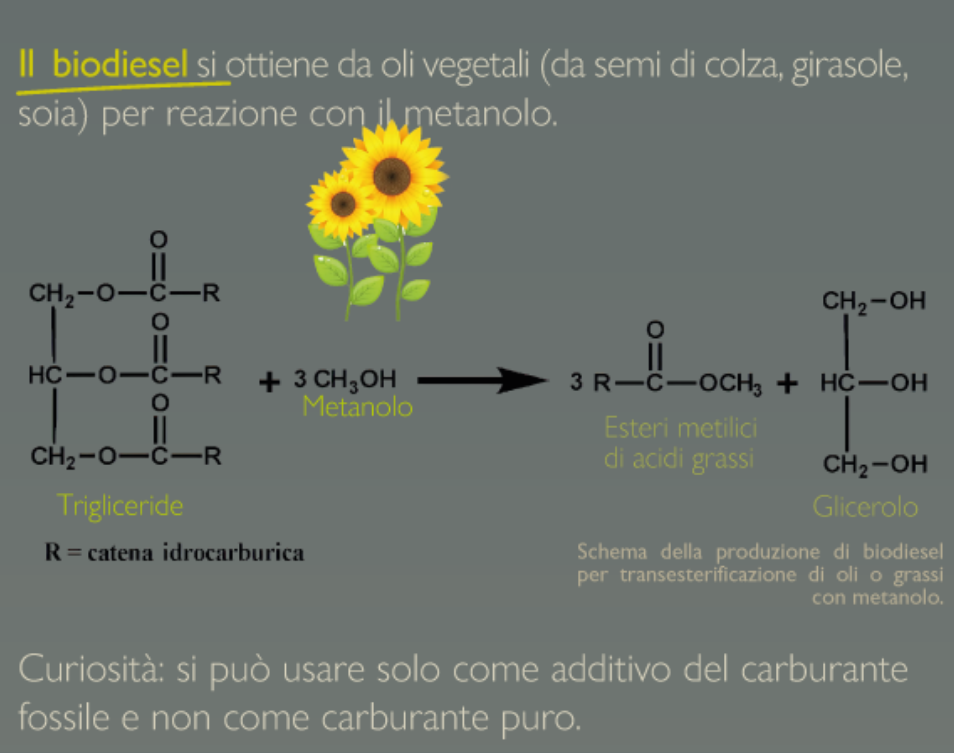 Il biodiesel si ottiene da oli vegetali (da semi di colza, girasole,
soia) per reazione con il metanolo.
O
CH₂–O–C–R
O
HC–O–C–R
O
CH₂–O–C–R
+ 3 CH₃OH
Metanolo
O
3 R–C–OCH₃ +
CH₂–OH
HC–OH
CH₂–OH
Esteri metilici
di acidi grassi
Trigliceride
Glicerolo
R = catena idrocarburica
Schema della produzione di biodiesel
per transesterificazione di oli o grassi
con metanolo.
Curiosità: si può usare solo come additivo del carburante
fossile e non come carburante puro.